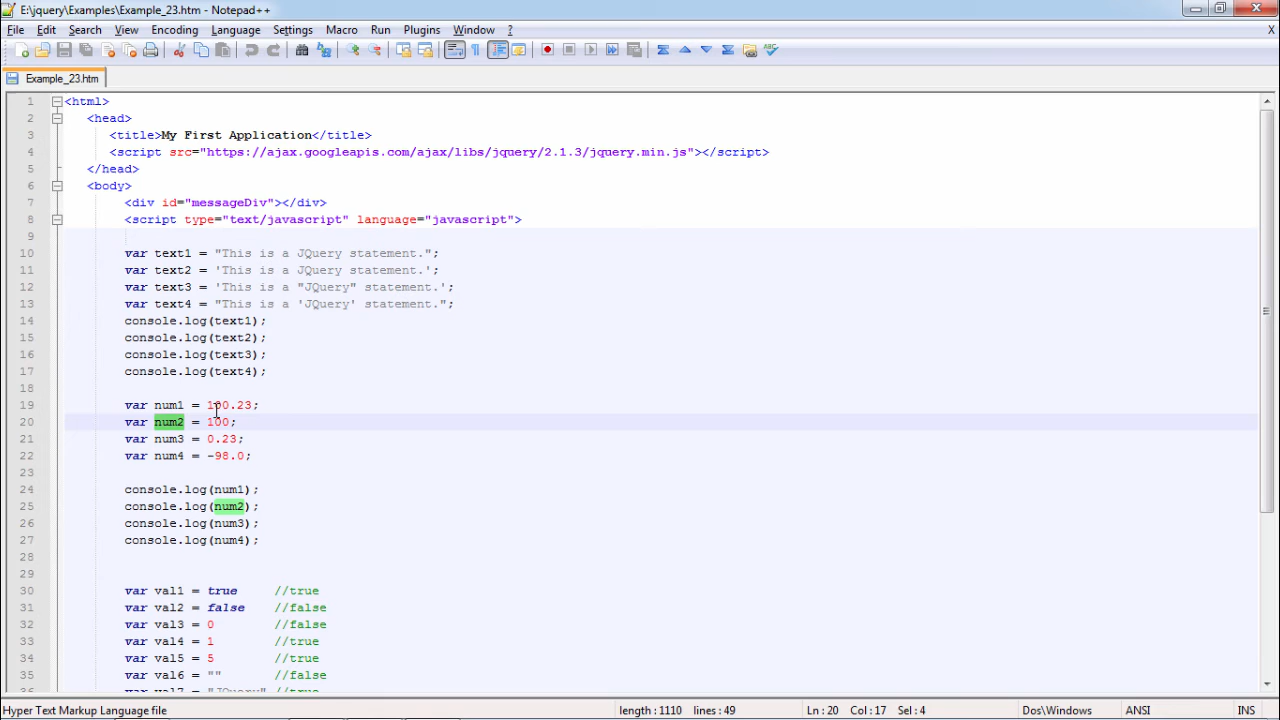 E:\jquery\Examples\Example_23.htm - Notepad++
File Edit Search View Encoding Language Settings Macro Run Plugins Window ? X
Example_23.htm
1 <html>
2 <head>
3 <title>My First Application</title>
4 <script src="https://ajax.googleapis.com/ajax/libs/jquery/2.1.3/jquery.min.js"></script>
5 </head>
6 <body>
7 <div id="messageDiv"></div>
8 <script type="text/javascript" language="javascript">
9
10 var text1 = "This is a JQuery statement.";
11 var text2 = 'This is a JQuery statement.';
12 var text3 = 'This is a "JQuery" statement.';
13 var text4 = "This is a 'JQuery' statement.";
14 console.log(text1);
15 console.log(text2);
16 console.log(text3);
17 console.log(text4);
18
19 var num1 = 100.23;
20 var num2 = 100;
21 var num3 = 0.23;
22 var num4 = -98.0;
23
24 console.log(num1);
25 console.log(num2);
26 console.log(num3);
27 console.log(num4);
28
29
30 var val1 = true //true
31 var val2 = false //false
32 var val3 = 0 //false
33 var val4 = 1 //true
34 var val5 = 5 //true
35 var val6 = "" //false
36 var val7 = "JQuery" //true
Hyper Text Markup Language file length : 1110 lines : 49 Ln : 20 Col : 17 Sel : 4 Dos\Windows ANSI INS